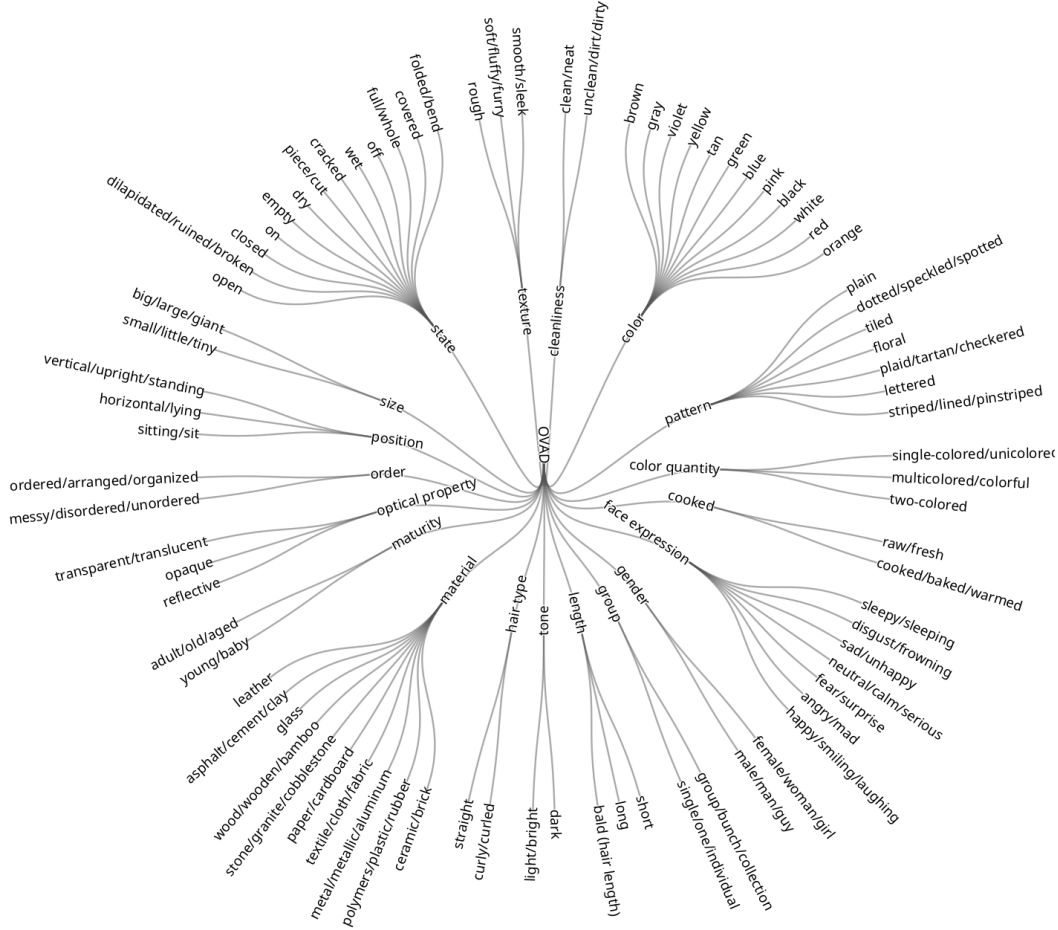 OVAD
color
brown
gray
violet
yellow
tan
green
blue
pink
black
white
red
orange
pattern
plain
dotted/speckled/spotted
tiled
floral
plaid/tartan/checkered
lettered
striped/lined/pinstriped
color quantity
single-colored/unicolored
multicolored/colorful
two-colored
cooked
raw/fresh
cooked/baked/warmed
face expression
sleepy/sleeping
disgust/frowning
sad/unhappy
neutral/calm/serious
fear/surprise
angry/mad
happy/smiling/laughing
gender
female/woman/girl
male/man/guy
group
group/bunch/collection
single/one/individual
length
short
long
bald (hair length)
tone
dark
light/bright
hair type
curly/curled
straight
material
ceramic/brick
polymers/plastic/rubber
metal/metallic/aluminum
textile/cloth/fabric
paper/cardboard
stone/granite/cobblestone
wood/wooden/bamboo
glass
asphalt/cement/clay
leather
maturity
young/baby
adult/old/aged
optical property
reflective
opaque
transparent/translucent
order
messy/disordered/unordered
ordered/arranged/organized
position
sitting/sit
horizontal/lying
vertical/upright/standing
size
small/little/tiny
big/large/giant
state
open
dilapidated/ruined/broken
closed
on
empty
dry
piece/cut
cracked
wet
off
full/whole
covered
folded/bend
texture
rough
soft/fluffy/furry
smooth/sleek
cleanliness
clean/neat
unclean/dirt/dirty